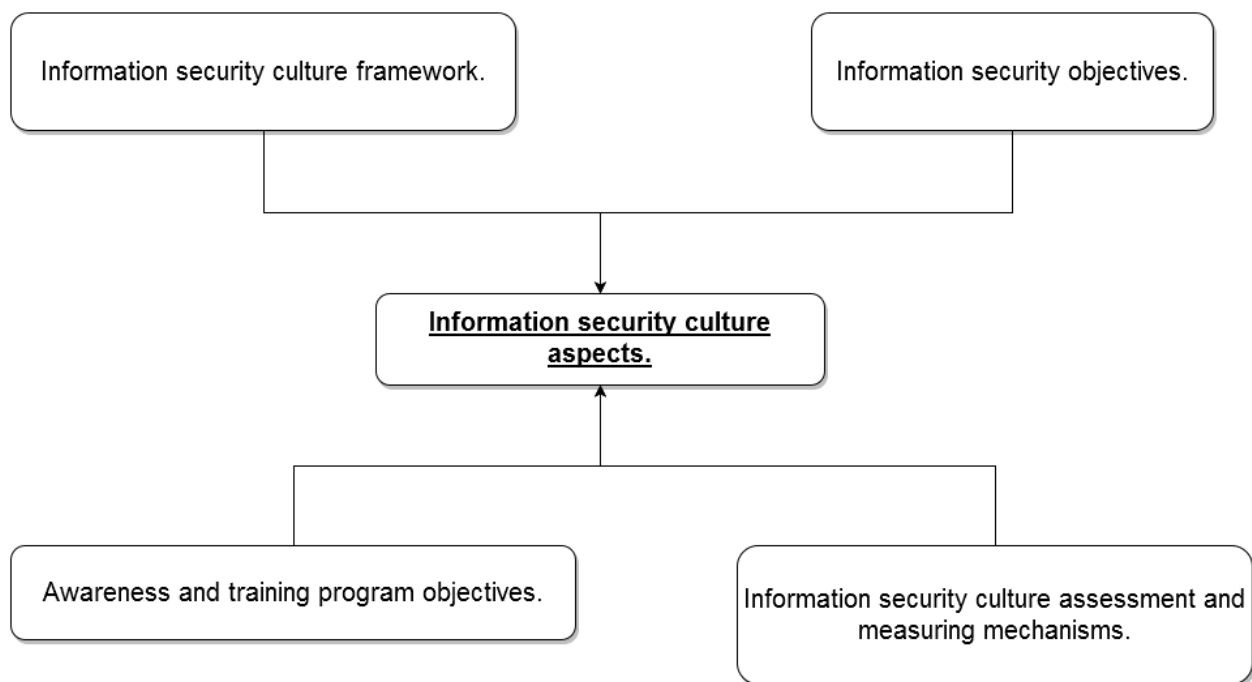 Information security culture framework.
Information security objectives.
Information security culture
aspects.
Awareness and training program objectives.
Information security culture assessment and
measuring mechanisms.